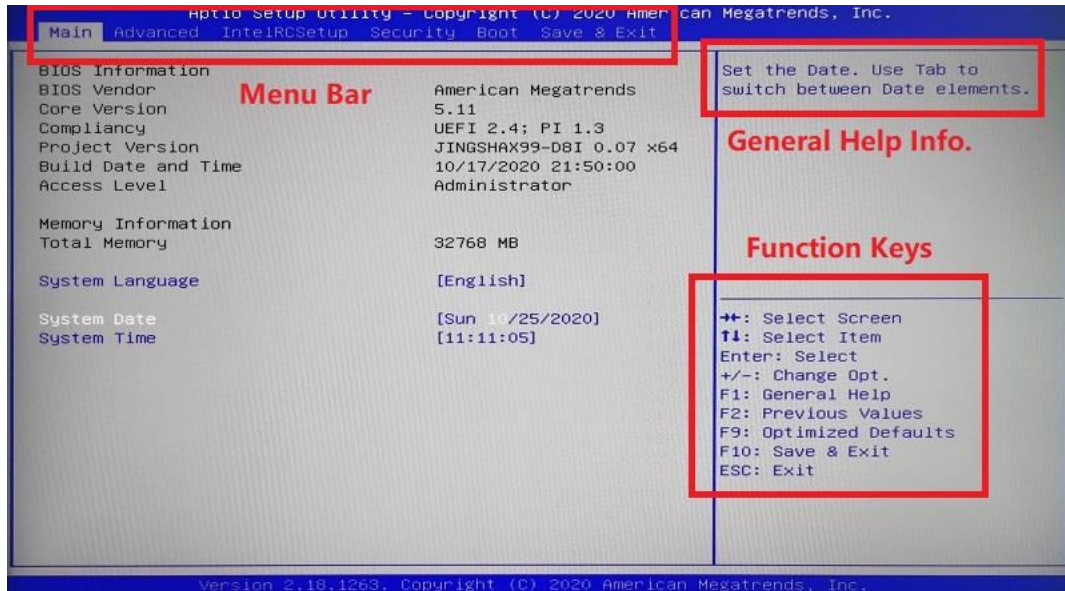 Aptio Setup Utility – Copyright (C) 2020 American Megatrends, Inc.
Main Advanced IntelRCSetup Security Boot Save & Exit
BIOS Information
BIOS Vendor American Megatrends
Core Version 5.11
Compliancy UEFI 2.4; PI 1.3
Project Version JINGSHAX99-D8I 0.07 x64
Build Date and Time 10/17/2020 21:50:00
Access Level Administrator
Memory Information
Total Memory 32768 MB
System Language [English]
System Date [Sun 10/25/2020]
System Time [11:11:05]
Menu Bar
Set the Date. Use Tab to
switch between Date elements.
General Help Info.
Function Keys
→←: Select Screen
↑↓: Select Item
Enter: Select
+/-: Change Opt.
F1: General Help
F2: Previous Values
F9: Optimized Defaults
F10: Save & Exit
ESC: Exit
Version 2.18.1263. Copyright (C) 2020 American Megatrends, Inc.